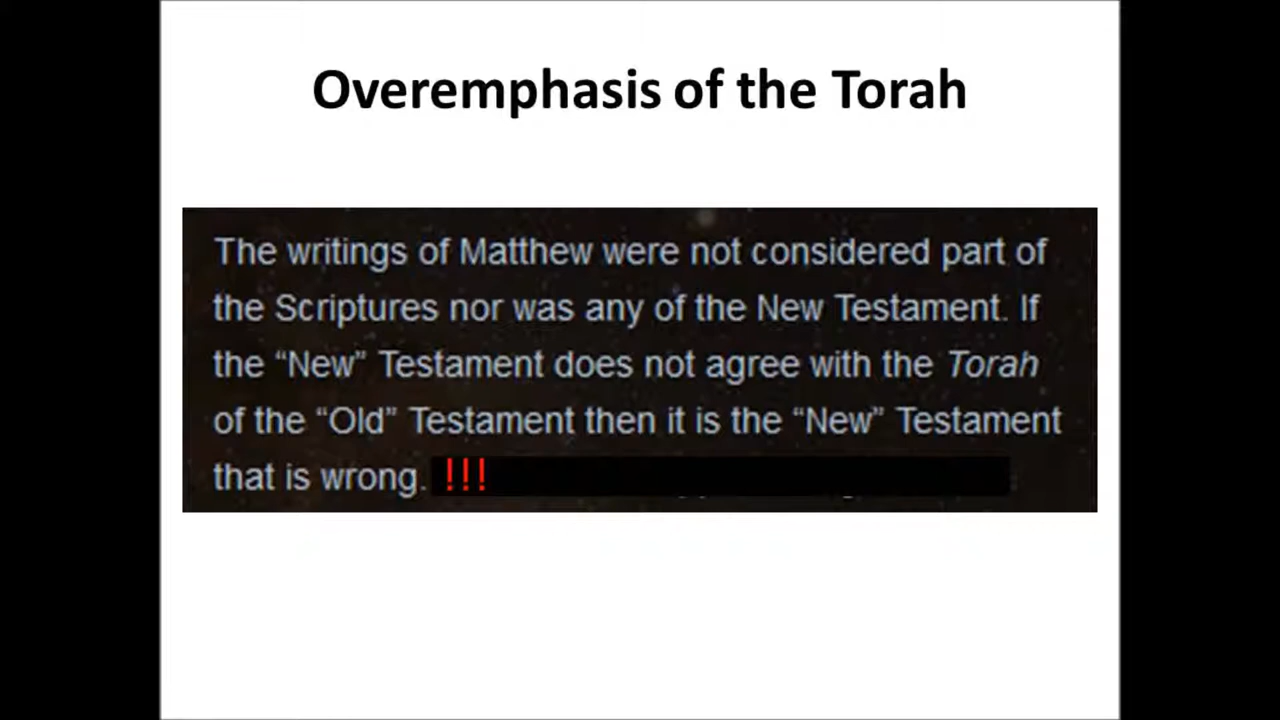 Overemphasis of the Torah
The writings of Matthew were not considered part of
the Scriptures nor was any of the New Testament. If
the “New” Testament does not agree with the Torah
of the “Old” Testament then it is the “New” Testament
that is wrong. !!!